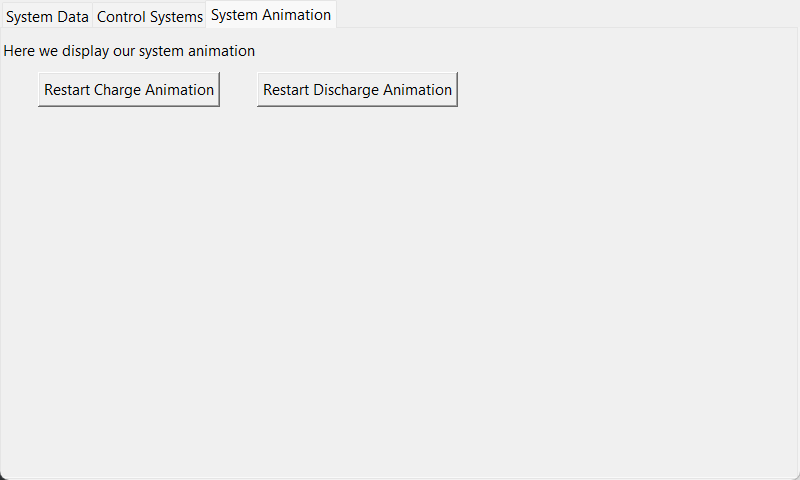 System Data Control Systems System Animation
Here we display our system animation
Restart Charge Animation Restart Discharge Animation